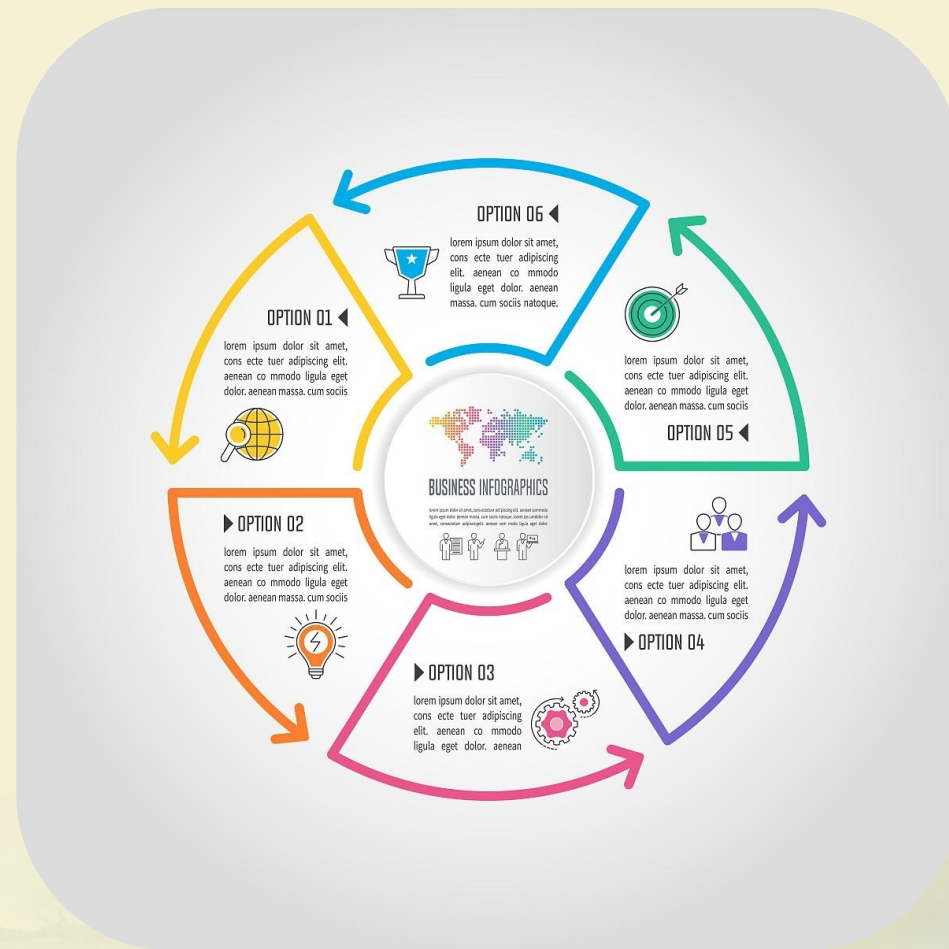 OPTION 06
lorem ipsum dolor sit amet,
cons ecte tuer adipiscing
elit. aenean co mmodo
ligula eget dolor. aenean
massa. cum sociis natoque.
OPTION 01
lorem ipsum dolor sit amet,
cons ecte tuer adipiscing elit.
aenean co mmodo ligula eget
dolor. aenean massa. cum sociis
OPTION 02
lorem ipsum dolor sit amet,
cons ecte tuer adipiscing elit.
aenean co mmodo ligula eget
dolor. aenean massa. cum sociis
OPTION 03
lorem ipsum dolor sit amet,
cons ecte tuer adipiscing
elit. aenean co mmodo
ligula eget dolor. aenean
lorem ipsum dolor sit amet,
cons ecte tuer adipiscing elit.
aenean co mmodo ligula eget
dolor. aenean massa. cum sociis
OPTION 04
lorem ipsum dolor sit amet,
cons ecte tuer adipiscing elit.
aenean co mmodo ligula eget
dolor. aenean massa. cum sociis
OPTION 05
BUSINESS INFOGRAPHICS